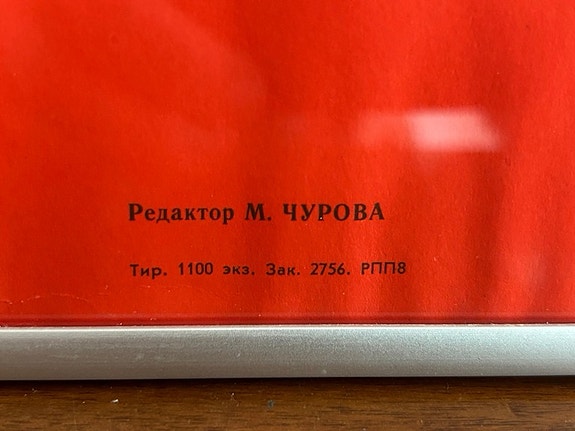 Редактор М. ЧУРОВА
Тир. 1100 экз. Зак. 2756. РПП8